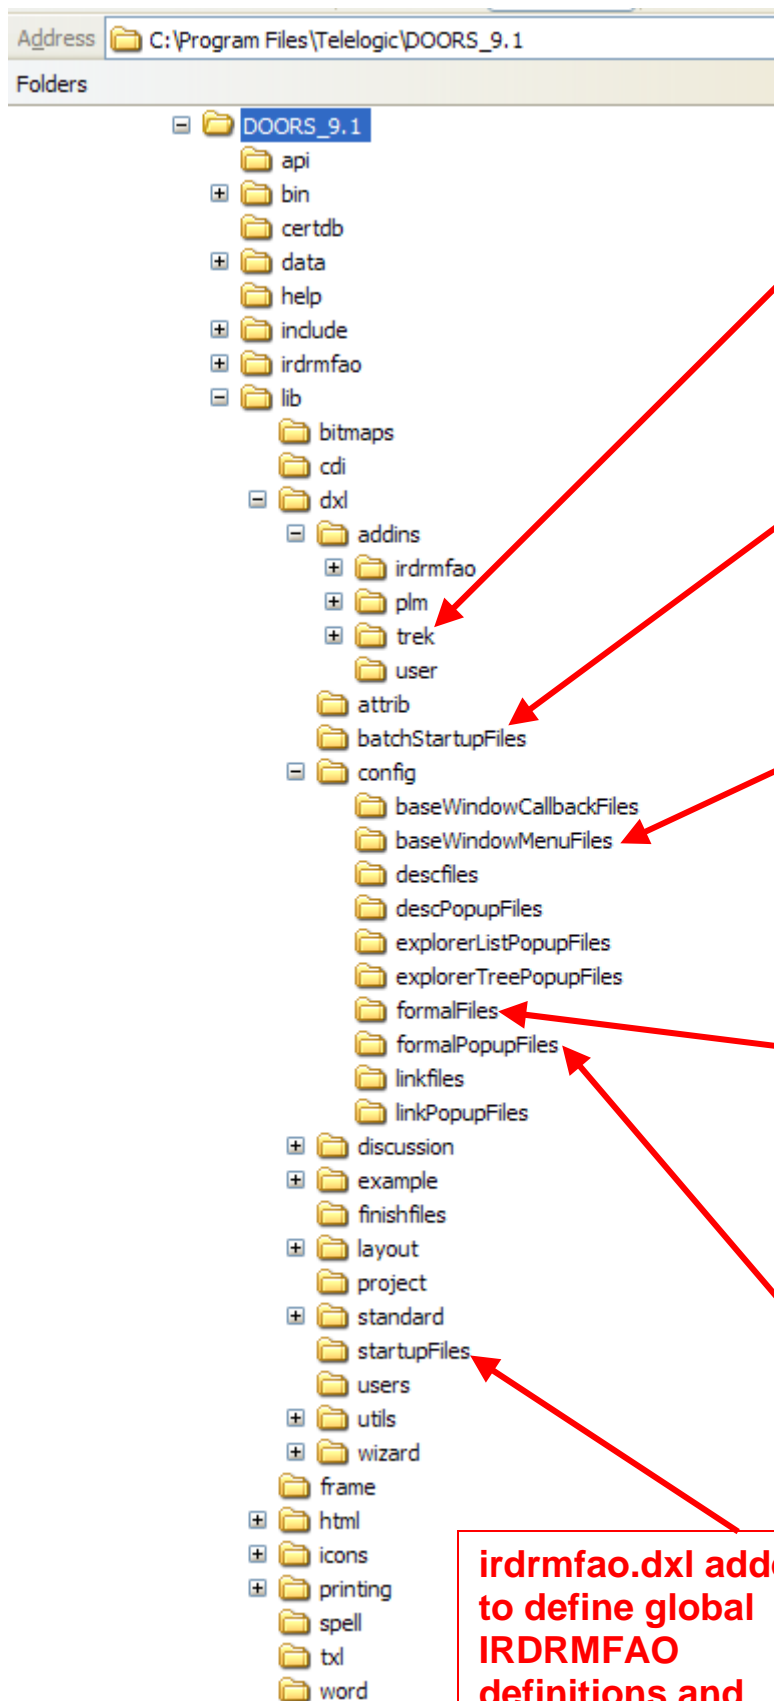 Address C:\Program Files\Telelogic\DOORS_9.1
Folders
DOORS_9.1
api
bin
certdb
data
help
include
irdrmfao
lib
bitmaps
cdi
dxl
addins
irdrmfao
plm
trek
user
attrib
batchStartupFiles
config
baseWindowCallbackFiles
baseWindowMenuFiles
descfiles
descPopupFiles
explorerListPopupFiles
explorerTreePopupFiles
formalFiles
formalPopupFiles
linkfiles
linkPopupFiles
discussion
example
finishfiles
layout
project
standard
startupFiles
users
utils
wizard
frame
html
icons
printing
spell
txl
word
irdrmfao.dxl
to define global
IRDRMFAO
definitions and